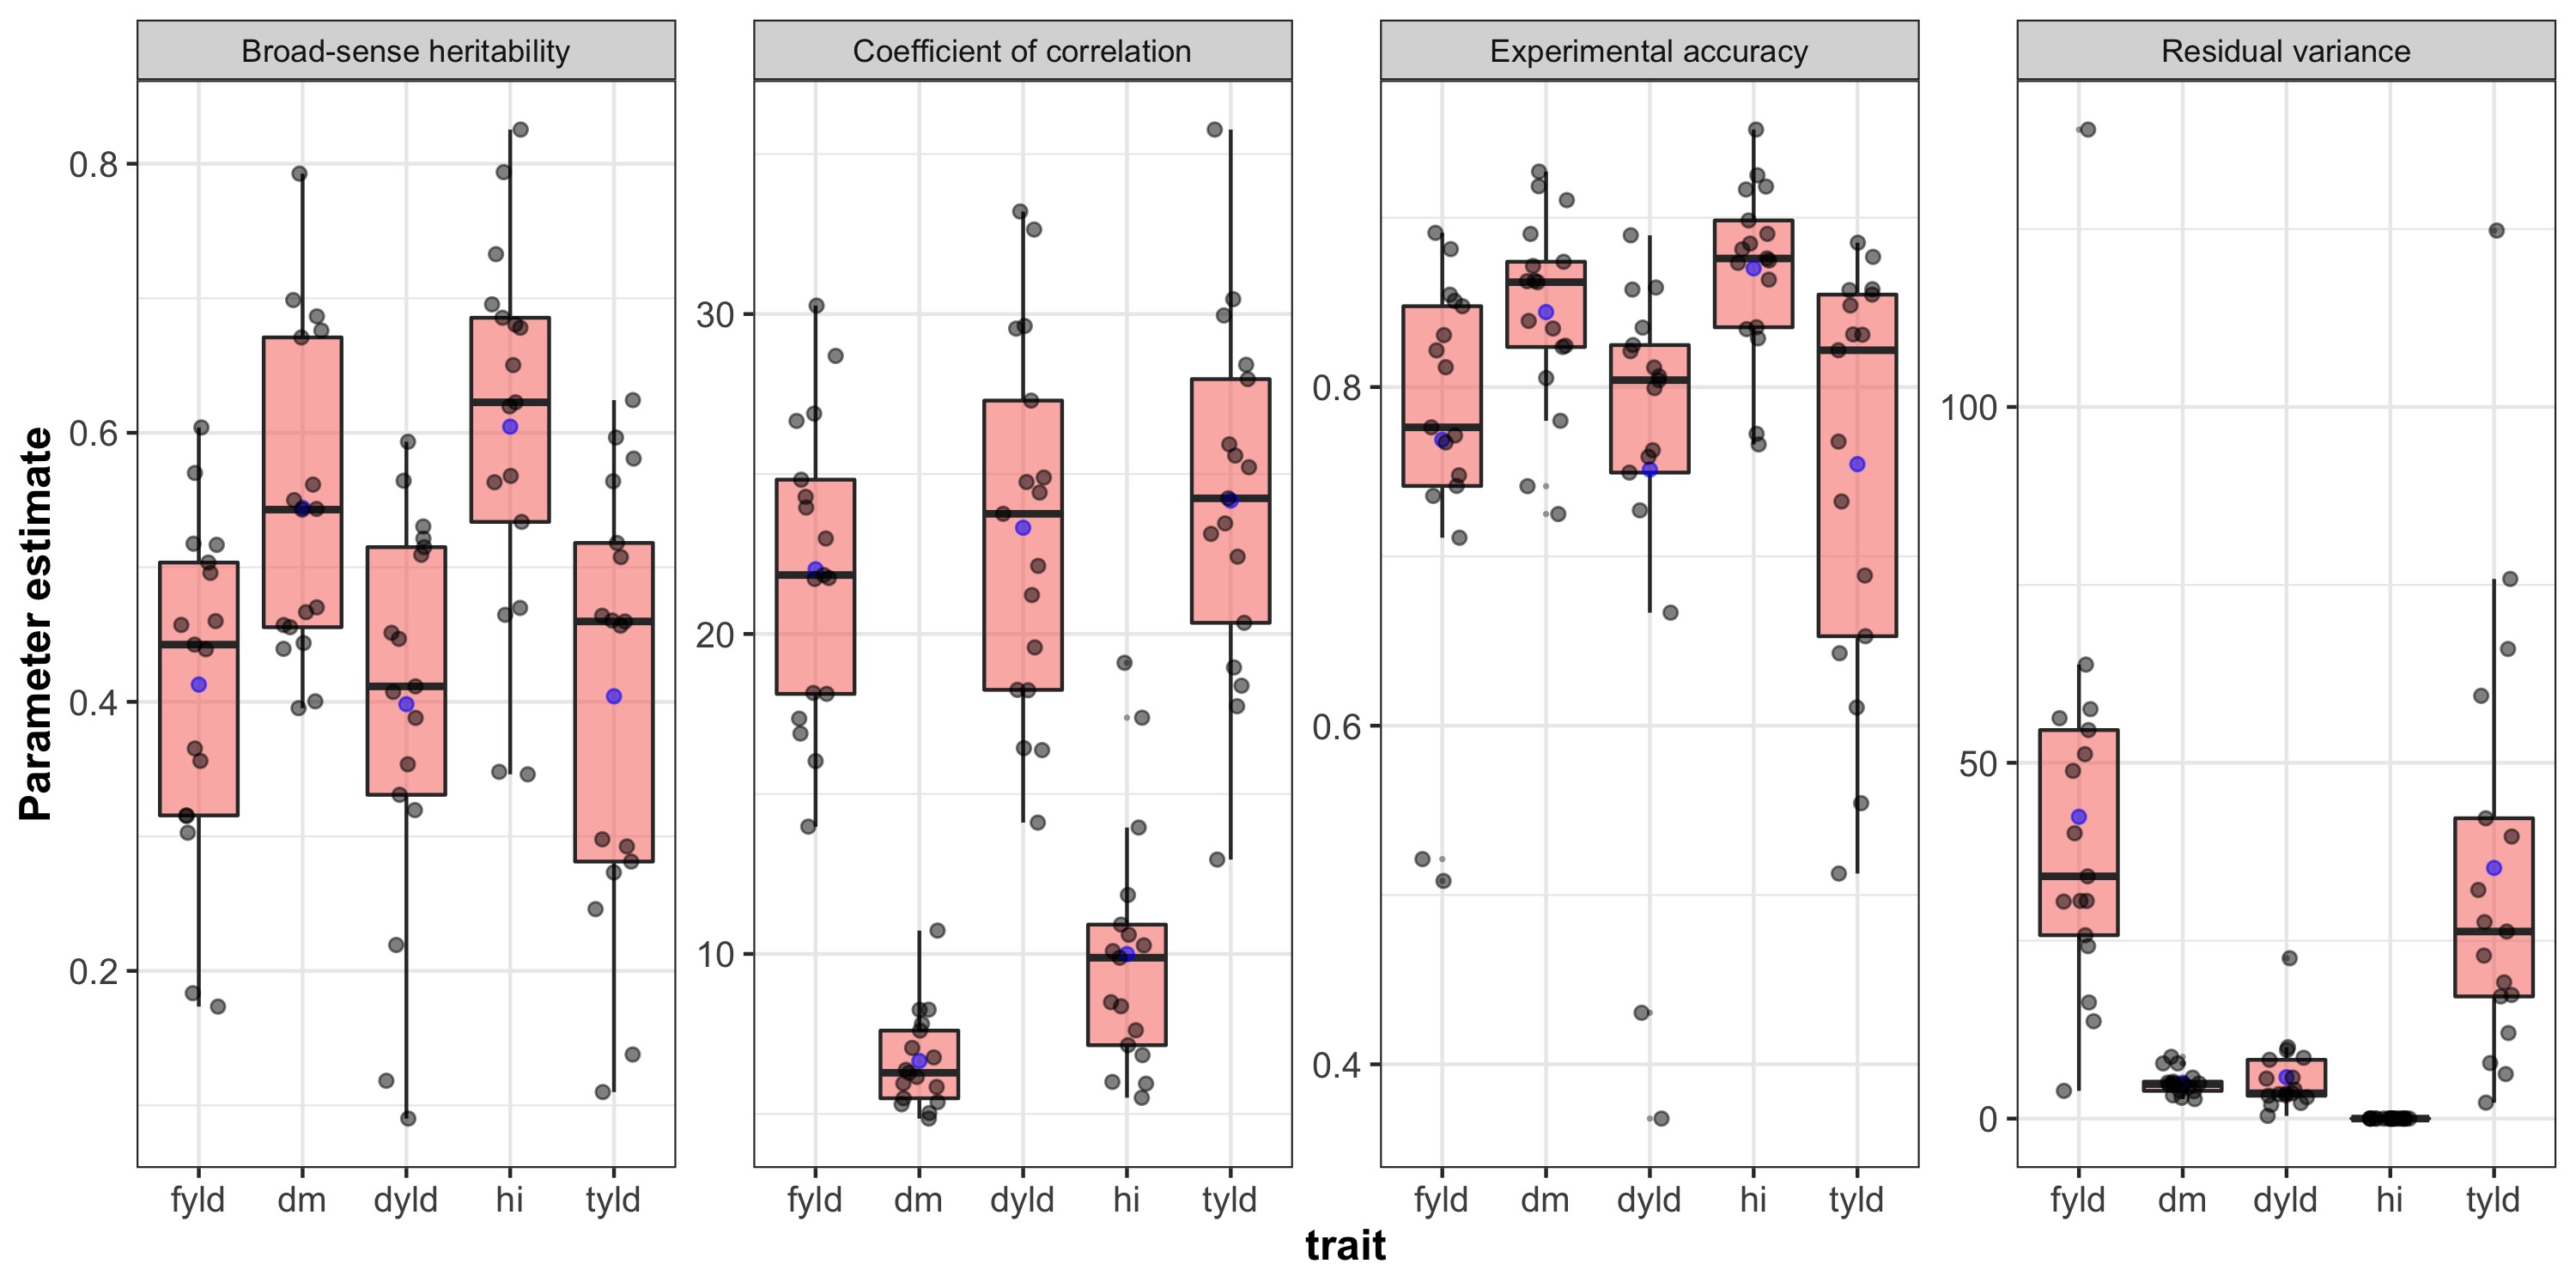 Broad-sense heritability
Coefficient of correlation
Experimental accuracy
Residual variance
Parameter estimate
0.8
0.6
0.4
0.2
30
20
10
0.8
0.6
0.4
100
50
0
fyld dm dyld hi tyld
fyld dm dyld hi tyld
fyld dm dyld hi tyld
fyld dm dyld hi tyld
trait